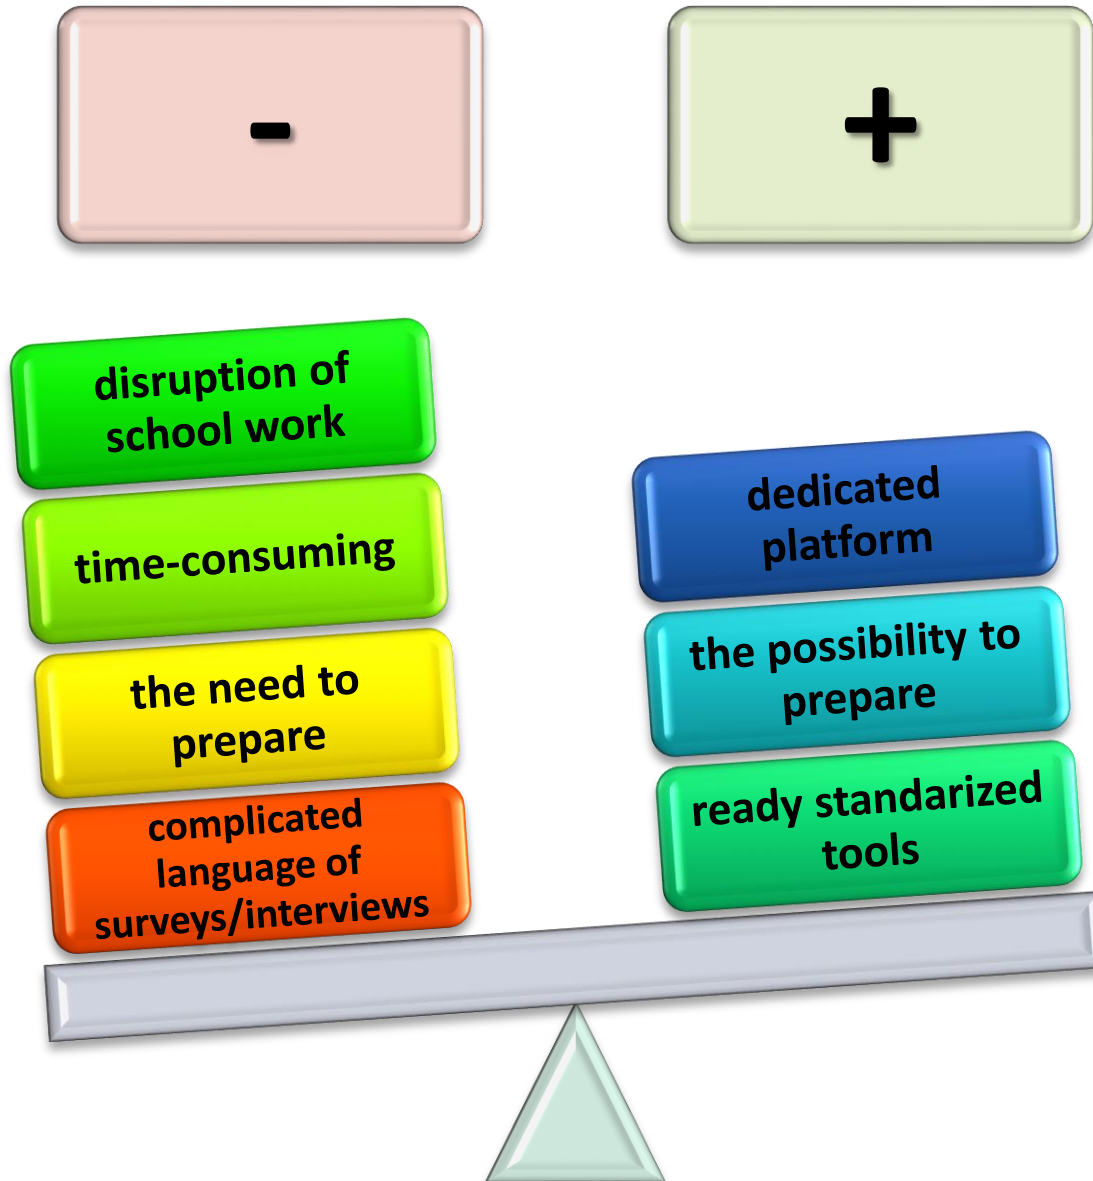 -
+
disruption of
school work
time-consuming
the need to
prepare
complicated
language of
surveys/interviews
dedicated
platform
the possibility to
prepare
ready standarized
tools